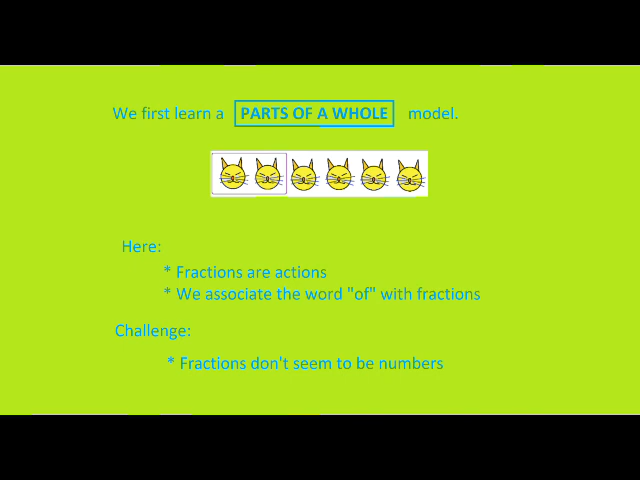 We first learn a PARTS OF A WHOLE model.
Here:
* Fractions are actions
* We associate the word "of" with fractions
Challenge:
* Fractions don't seem to be numbers